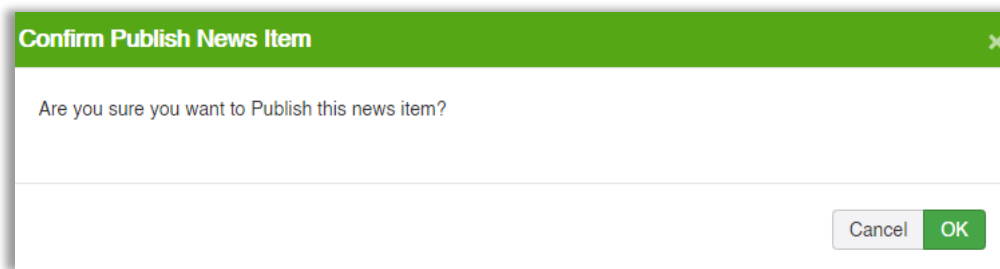 Confirm Publish News Item
Are you sure you want to Publish this news item?
Cancel OK